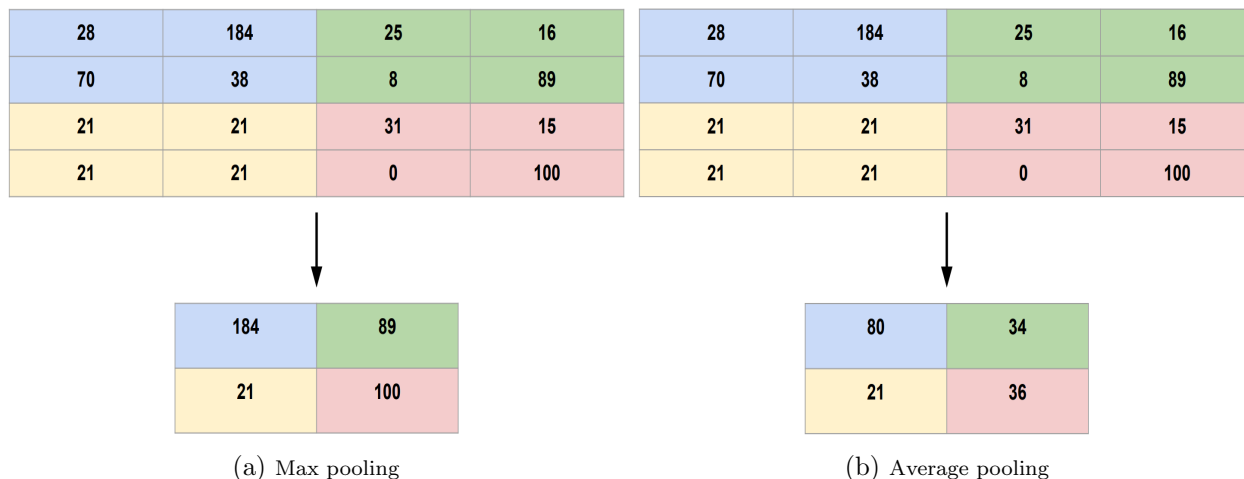 28 184 25 16
70 38 8 89
21 21 31 15
21 21 0 100
184 89
21 100
(a) Max pooling
28 184 25 16
70 38 8 89
21 21 31 15
21 21 0 100
80 34
21 36
(b) Average pooling